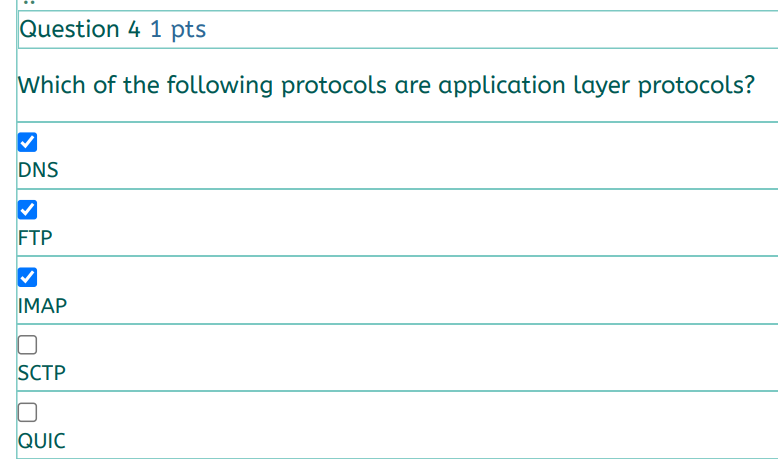 Question 4 1 pts
Which of the following protocols are application layer protocols?
DNS
FTP
IMAP
SCTP
QUIC